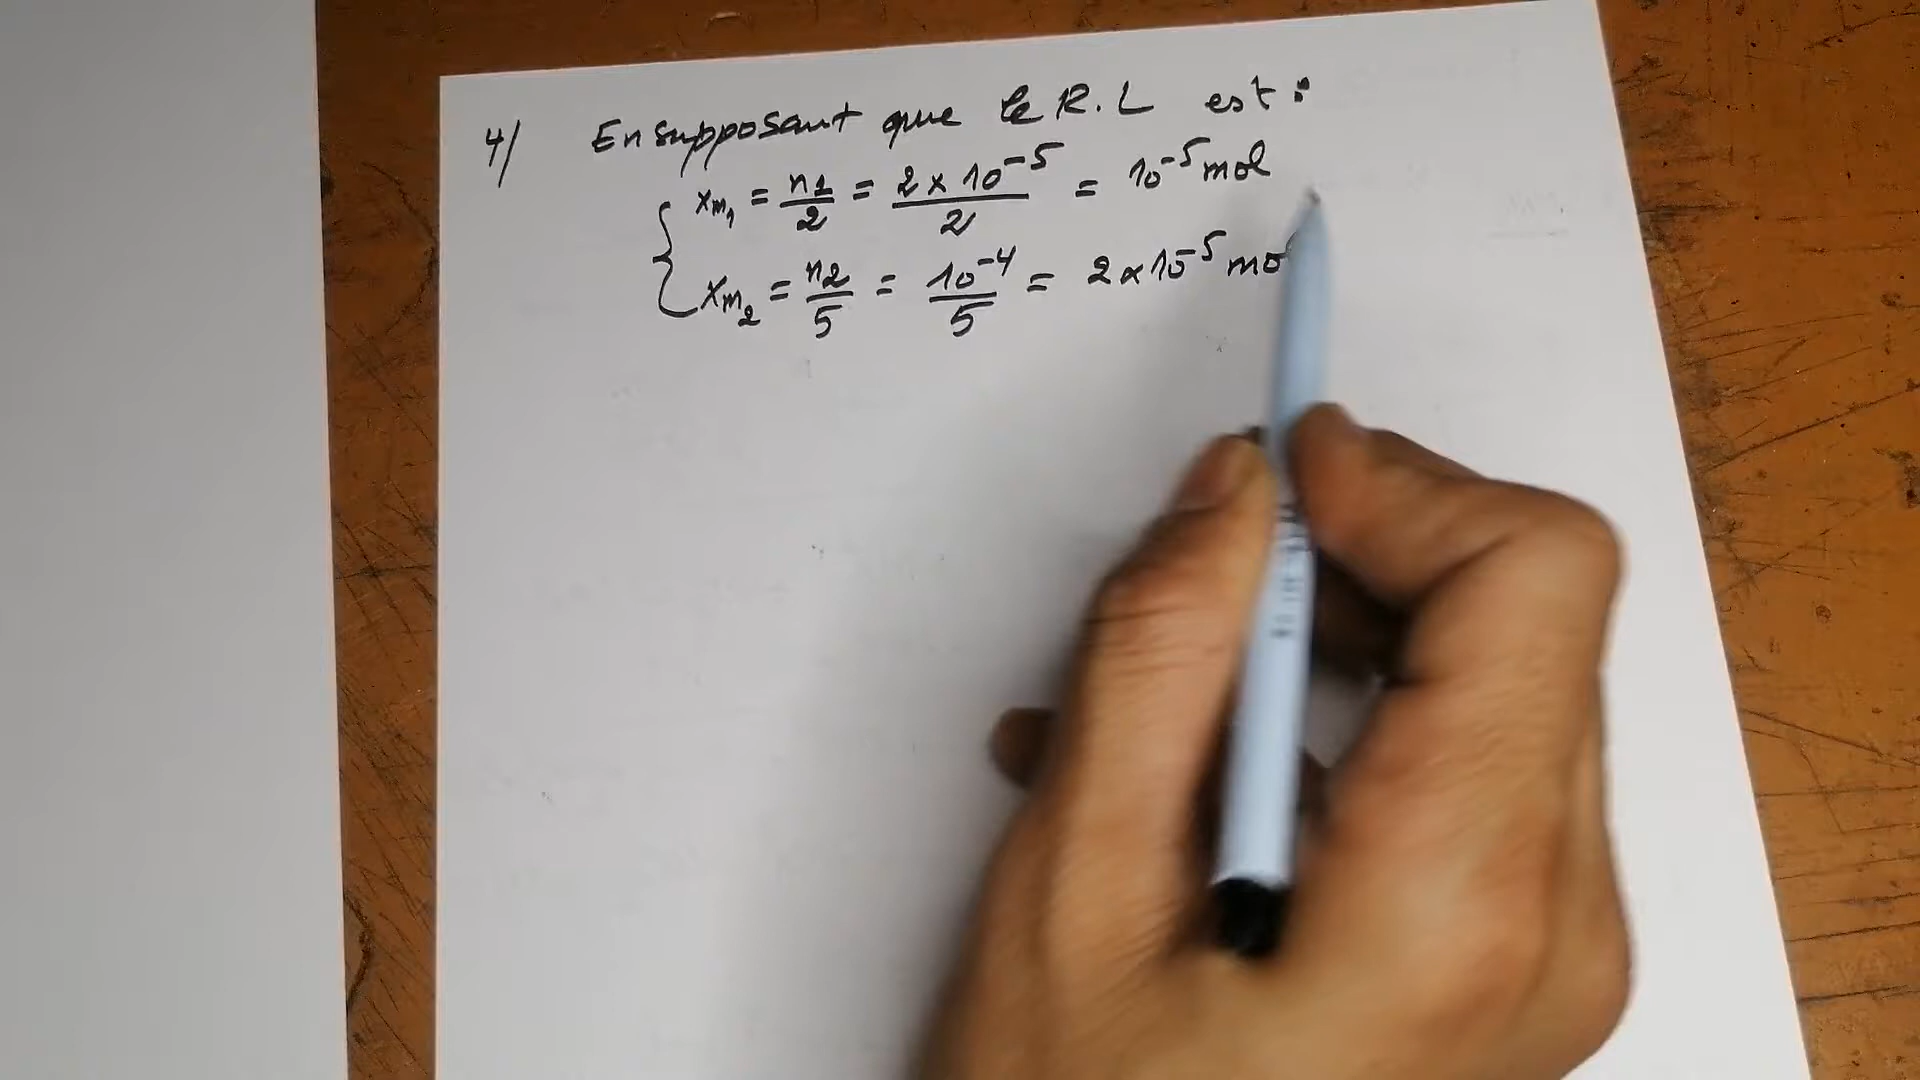 4/ En supposant que le R.L est :
xm₁ = n1/2 = 2 × 10⁻⁵/2 = 10⁻⁵ mol
xm₂ = n2/5 = 10⁻⁴/5 = 2 × 10⁻⁵ mol